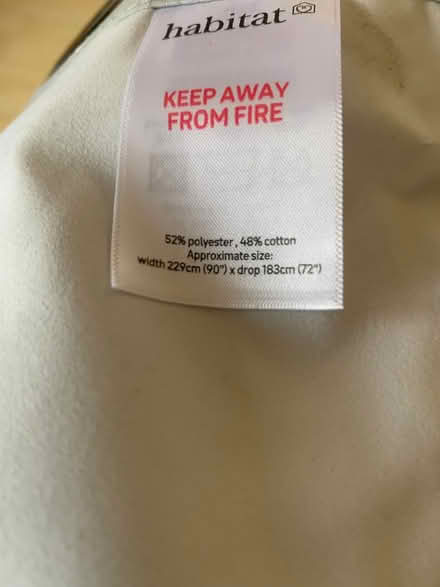 habitat
KEEP AWAY
FROM FIRE
52% polyester , 48% cotton
Approximate size:
width 229cm (90") x drop 183cm (72")